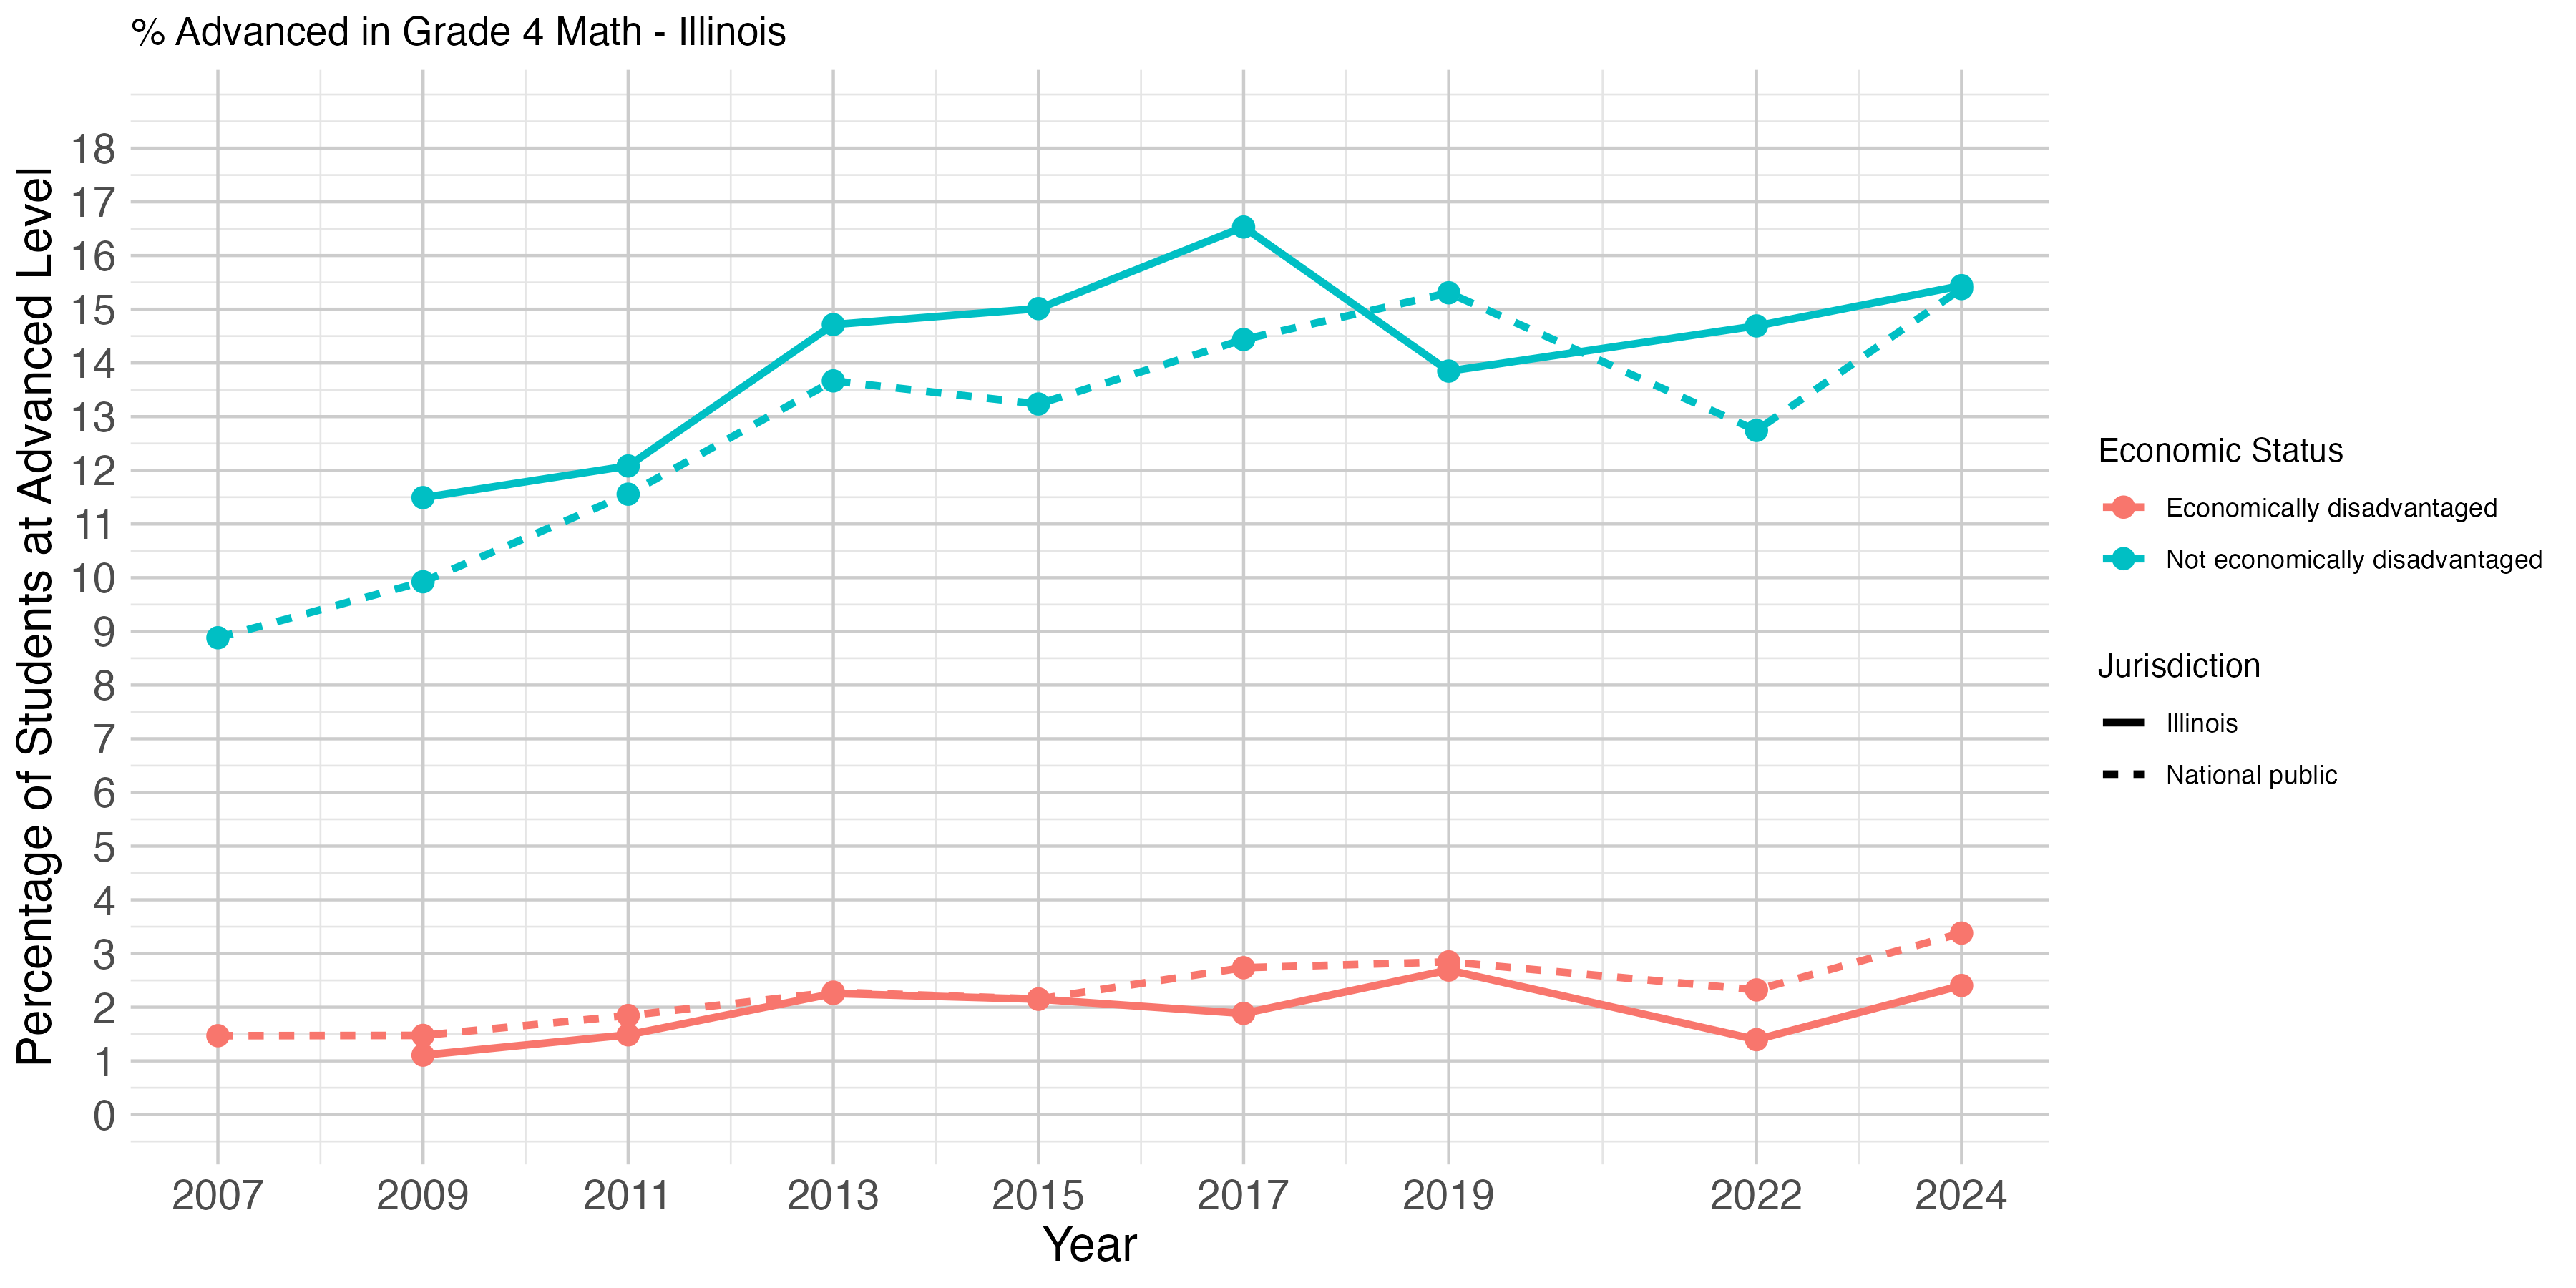 % Advanced in Grade 4 Math - Illinois
Percentage of Students at Advanced Level
18
17
16
15
14
13
12
11
10
9
8
7
6
5
4
3
2
1
0
2007 2009 2011 2013 2015 2017 2019 2022 2024
Year
Economic Status
Economically disadvantaged
Not economically disadvantaged
Jurisdiction
Illinois
National public